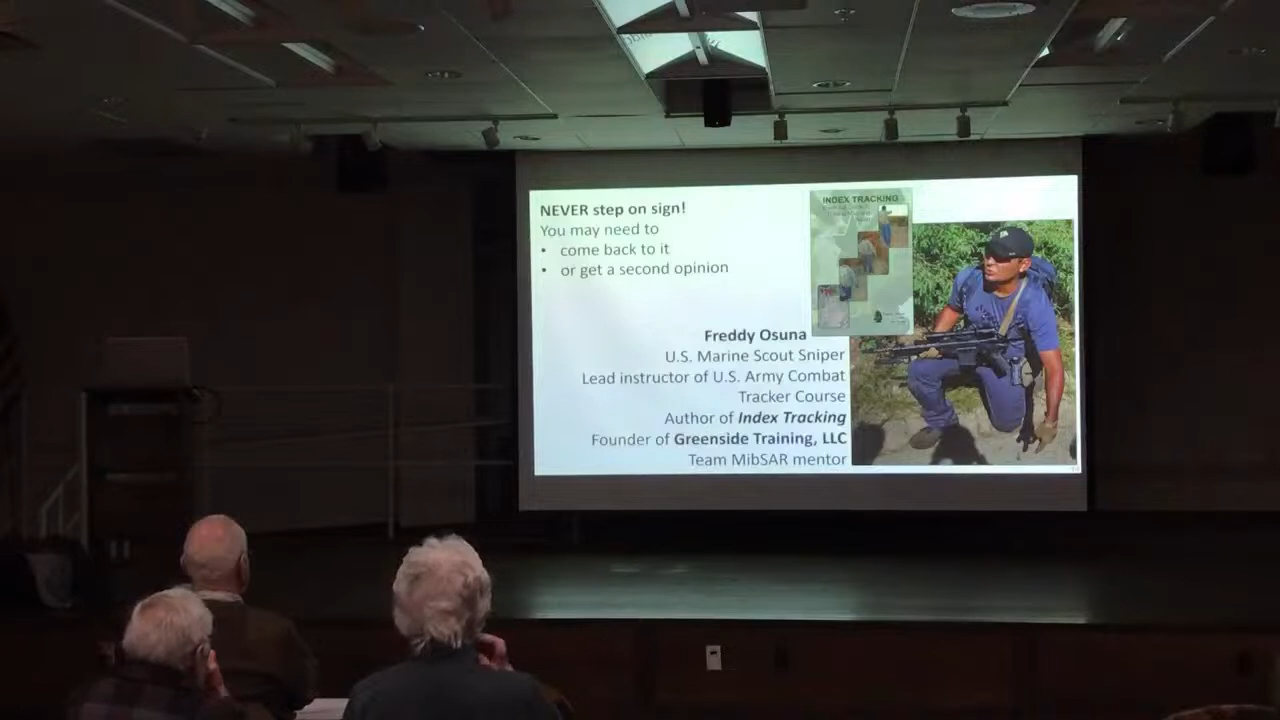 NEVER step on sign!
You may need to
• come back to it
• or get a second opinion
INDEX TRACKING
Freddy Osuna
U.S. Marine Scout Sniper
Lead instructor of U.S. Army Combat
Tracker Course
Author of Index Tracking
Founder of Greenside Training, LLC
Team MibSAR mentor